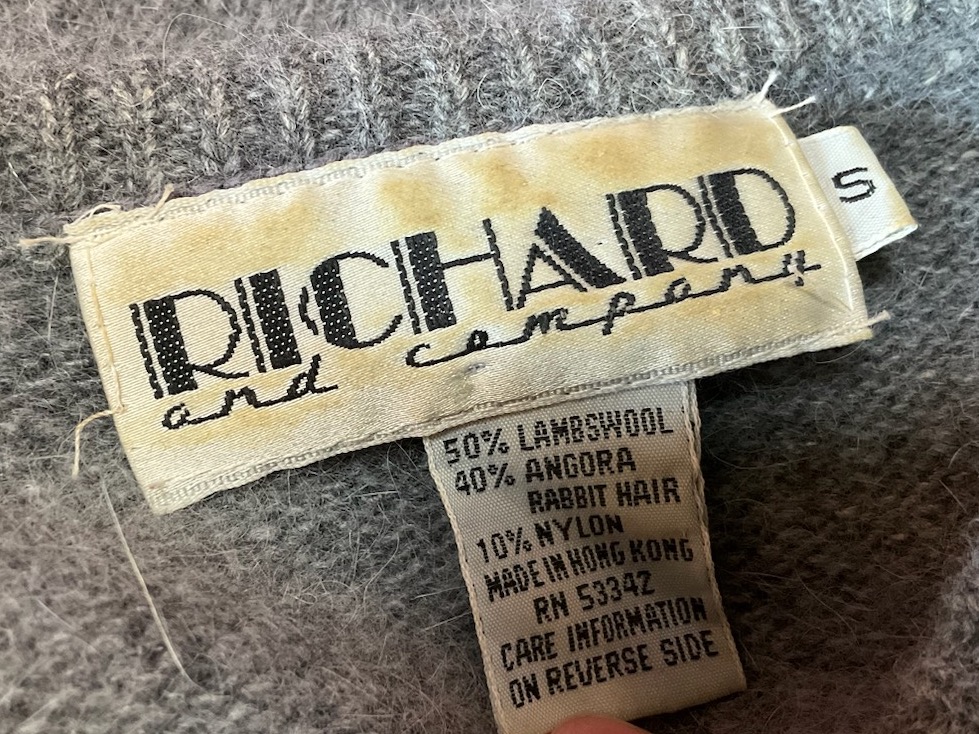 RICHARD
and company
S
50% LAMBSWOOL
40% ANGORA
RABBIT HAIR
10% NYLON
MADE IN HONG KONG
RN 53342
CARE INFORMATION
ON REVERSE SIDE